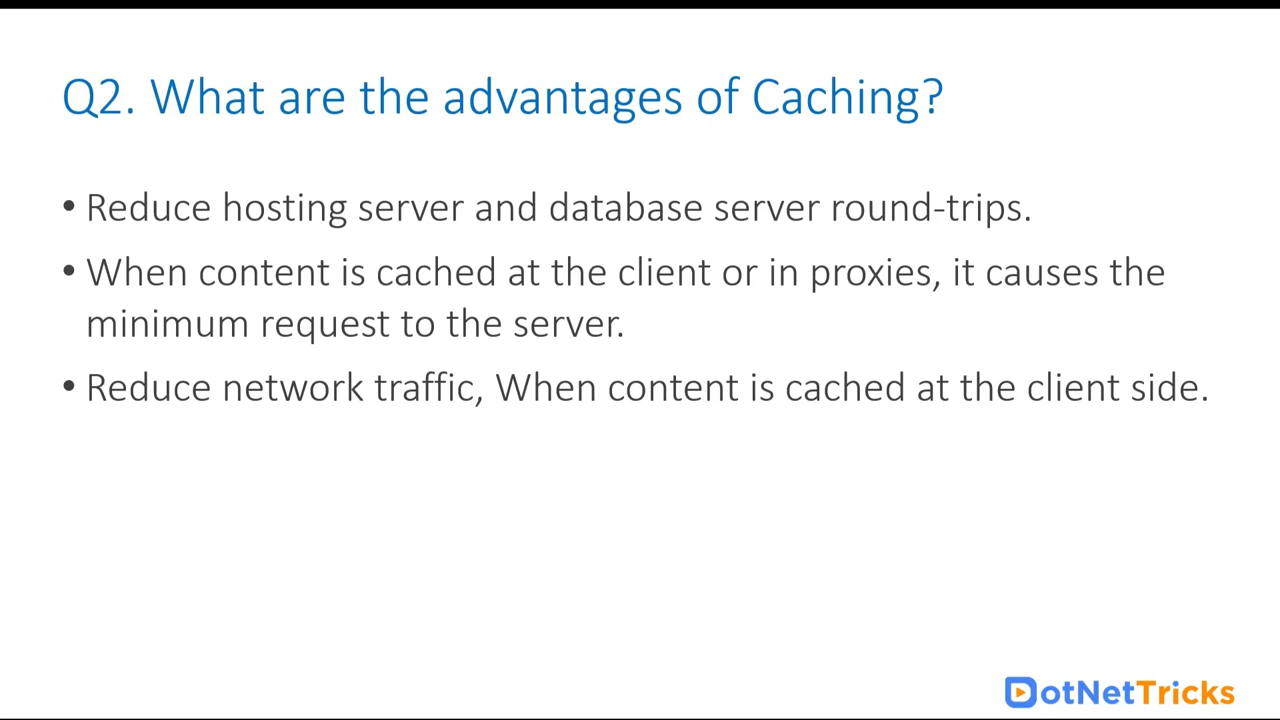 Q2. What are the advantages of Caching?
• Reduce hosting server and database server round-trips.
• When content is cached at the client or in proxies, it causes the
minimum request to the server.
• Reduce network traffic, When content is cached at the client side.
DotNetTricks